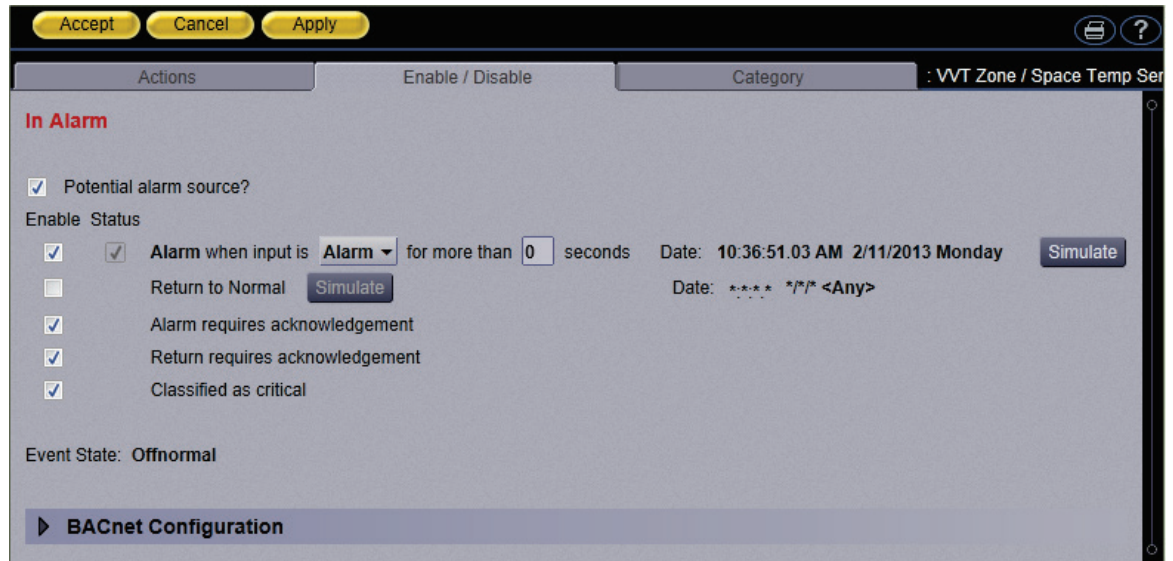 Accept Cancel Apply ?
Actions Enable / Disable Category : VVT Zone / Space Temp Ser
In Alarm
Potential alarm source?
Enable Status
Alarm when input is Alarm for more than 0 seconds Date: 10:36:51.03 AM 2/11/2013 Monday Simulate
Return to Normal Simulate Date: *:*:*.* */*/* <Any>
Alarm requires acknowledgement
Return requires acknowledgement
Classified as critical
Event State: Offnormal
BACnet Configuration